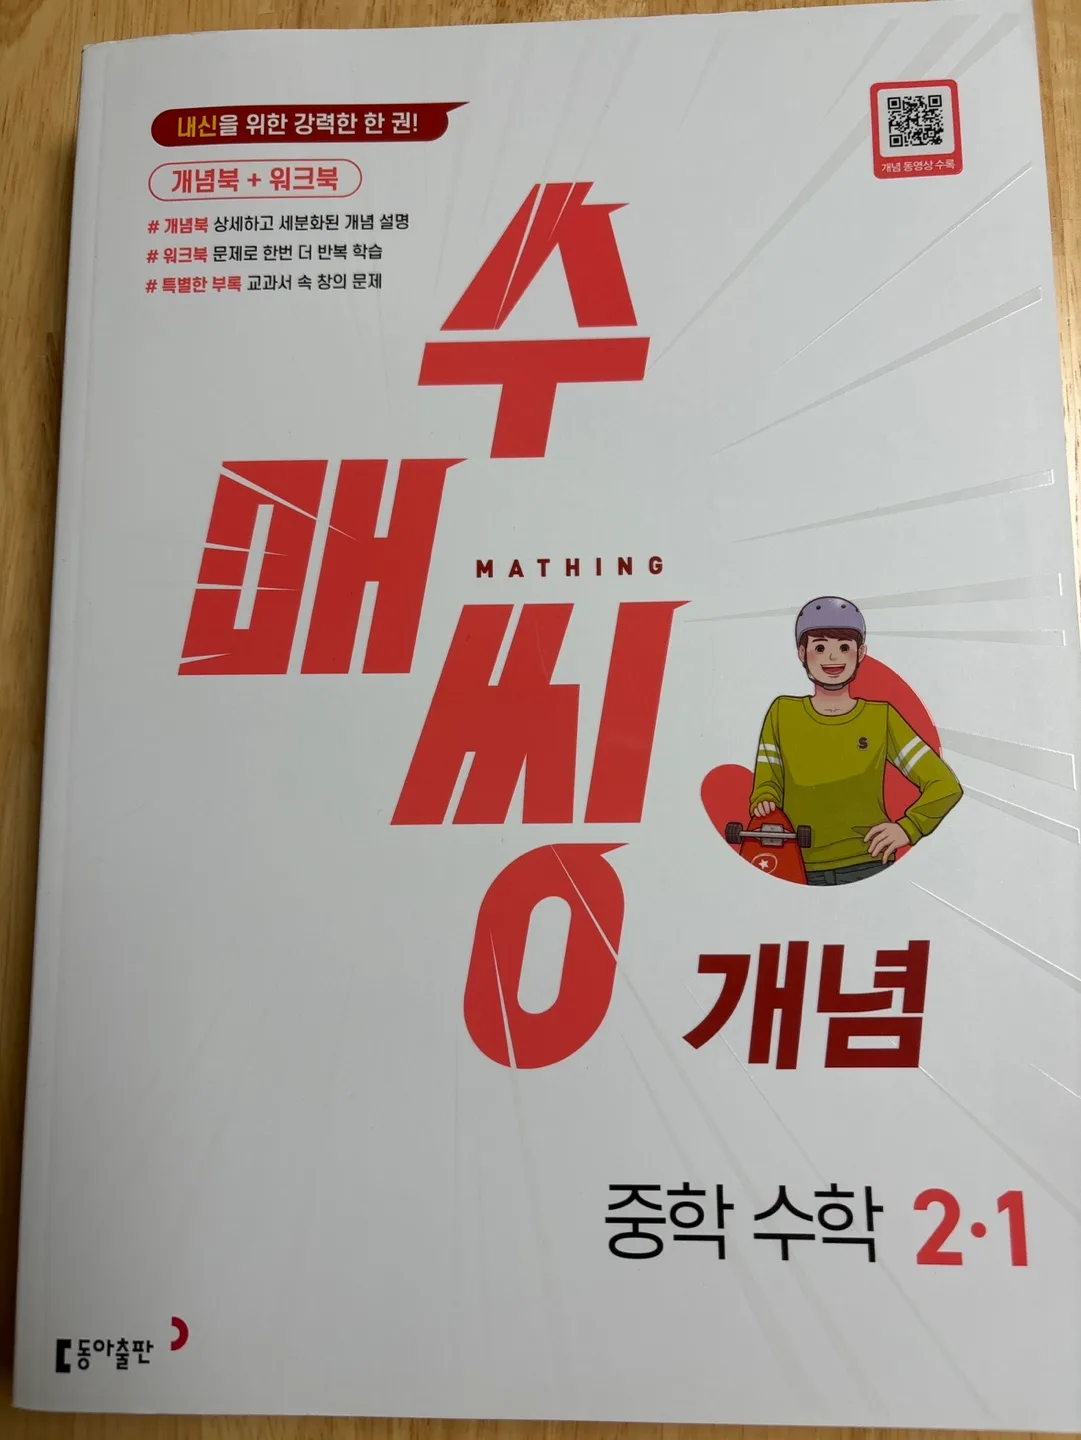 내신을 위한 강력한 한 권!
개념북 + 워크북
# 개념북 상세하고 세분화된 개념 설명
# 워크북 문제로 한번 더 반복 학습
# 특별한 부록 교과서 속 창의 문제
개념 동영상 수록
수
매
MATHING
씽
S
개념
중학 수학 2·1
동아출판